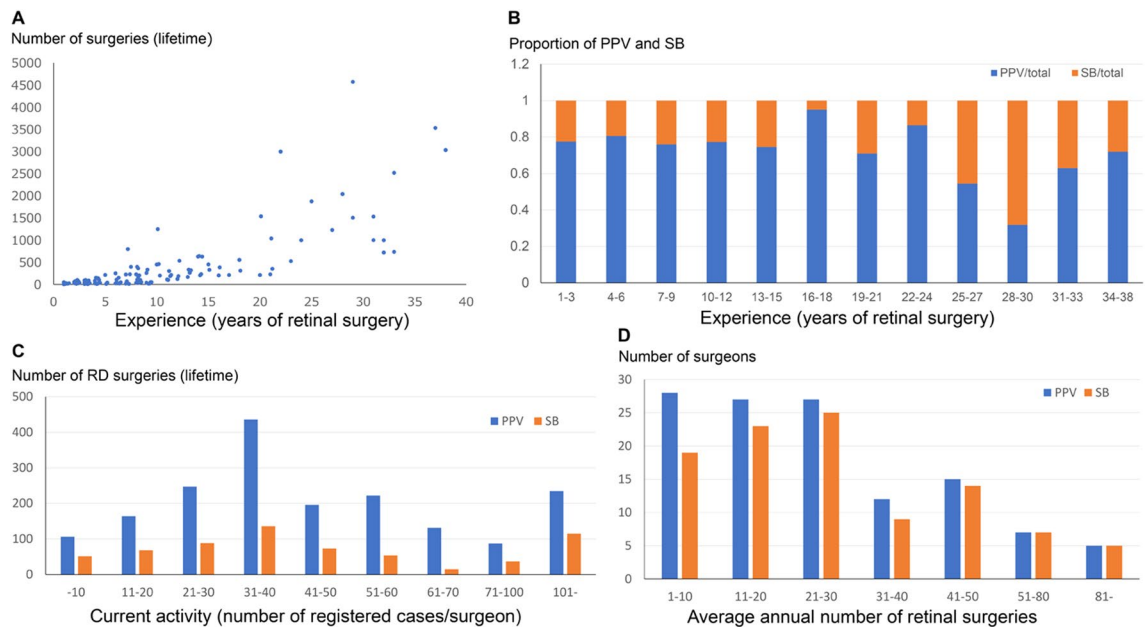 A
Number of surgeries (lifetime)
5000
4500
4000
3500
3000
2500
2000
1500
1000
500
0
0 5 10 15 20 25 30 35 40
Experience (years of retinal surgery)
B
Proportion of PPV and SB
PPV/total SB/total
1.2
1
0.8
0.6
0.4
0.2
0
1-3 4-6 7-9 10-12 13-15 16-18 19-21 22-24 25-27 28-30 31-33 34-38
Experience (years of retinal surgery)
C
Number of RD surgeries (lifetime)
PPV SB
500
400
300
200
100
0
-10 11-20 21-30 31-40 41-50 51-60 61-70 71-100 101-
Current activity (number of registered cases/surgeon)
D
Number of surgeons
PPV SB
30
25
20
15
10
5
0
1-10 11-20 21-30 31-40 41-50 51-80 81-
Average annual number of retinal surgeries